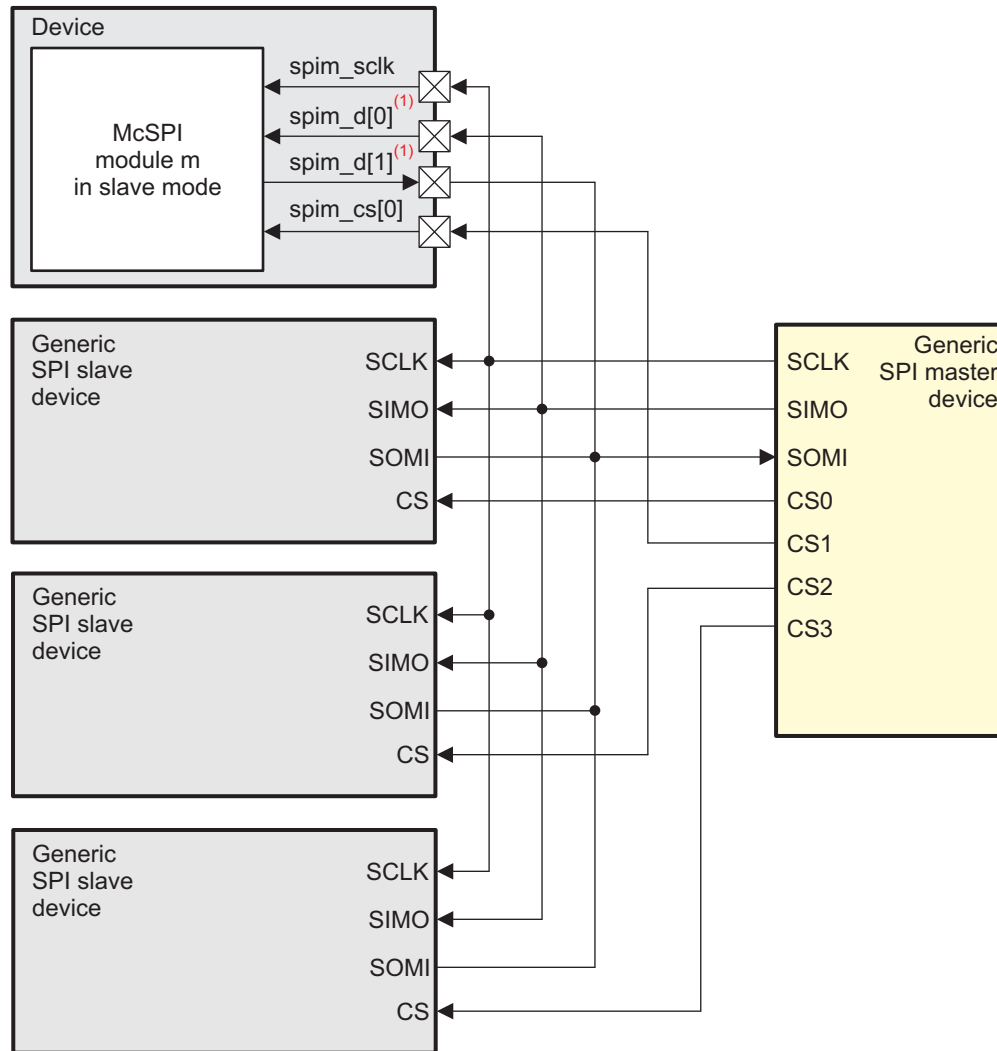 Device
McSPI
module m
in slave mode
spim_sclk
spim_d[0](1)
spim_d[1](1)
spim_cs[0]
Generic
SPI slave
device
SCLK
SIMO
SOMI
CS
Generic
SPI slave
device
SCLK
SIMO
SOMI
CS
Generic
SPI slave
device
SCLK
SIMO
SOMI
CS
Generic
SPI master
device
SCLK
SIMO
SOMI
CS0
CS1
CS2
CS3